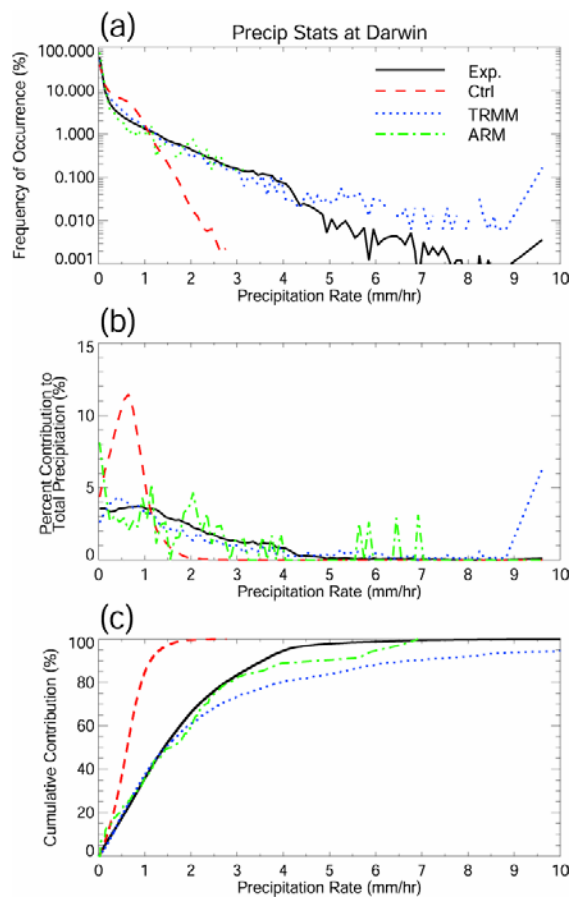 (a)
Precip Stats at Darwin
Frequency of Occurrence (%)
100.000
10.000
1.000
0.100
0.010
0.001
Exp.
Ctrl
TRMM
ARM
0 1 2 3 4 5 6 7 8 9 10
Precipitation Rate (mm/hr)
(b)
Percent Contribution to
Total Precipitation (%)
15
10
5
0
0 1 2 3 4 5 6 7 8 9 10
Precipitation Rate (mm/hr)
(c)
Cumulative Contribution (%)
100
80
60
40
20
0
0 1 2 3 4 5 6 7 8 9 10
Precipitation Rate (mm/hr)